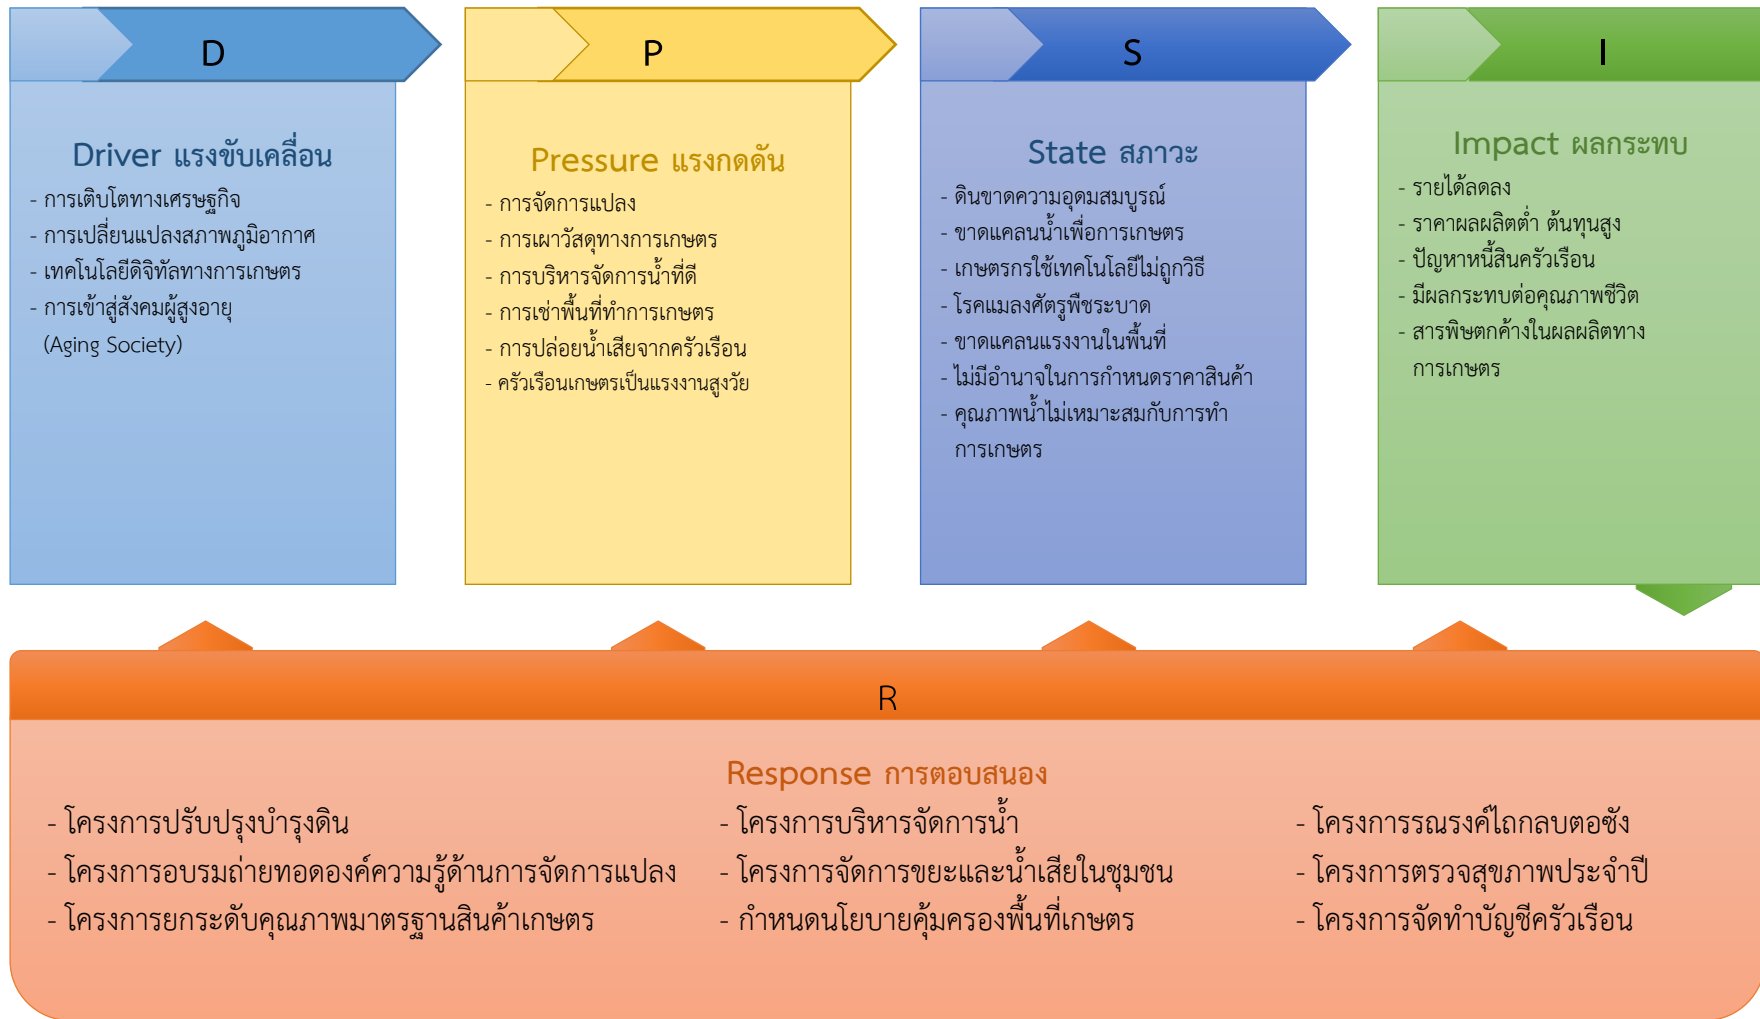 D
Driver แรงขับเคลื่อน
- การเติบโตทางเศรษฐกิจ
- การเปลี่ยนแปลงสภาพภูมิอากาศ
- เทคโนโลยีดิจิทัลทางการเกษตร
- การเข้าสู่สังคมผู้สูงอายุ
(Aging Society)
P
Pressure แรงกดดัน
- การจัดการแปลง
- การเผาวัสดุทางการเกษตร
- การบริหารจัดการน้ำที่ดี
- การเช่าพื้นที่ทำการเกษตร
- การปล่อยน้ำเสียจากครัวเรือน
- ครัวเรือนเกษตรเป็นแรงงานสูงวัย
S
State สภาวะ
- ดินขาดความอุดมสมบูรณ์
- ขาดแคลนน้ำเพื่อการเกษตร
- เกษตรกรใช้เทคโนโลยีไม่ถูกวิธี
- โรคแมลงศัตรูพืชระบาด
- ขาดแคลนแรงงานในพื้นที่
- ไม่มีอำนาจในการกำหนดราคาสินค้า
- คุณภาพน้ำไม่เหมาะสมกับการทำ
การเกษตร
I
Impact ผลกระทบ
- รายได้ลดลง
- ราคาผลผลิตต่ำ ต้นทุนสูง
- ปัญหาหนี้สินครัวเรือน
- มีผลกระทบต่อคุณภาพชีวิต
- สารพิษตกค้างในผลผลิตทาง
การเกษตร
R
Response การตอบสนอง
- โครงการปรับปรุงบำรุงดิน
- โครงการอบรมถ่ายทอดองค์ความรู้ด้านการจัดการแปลง
- โครงการยกระดับคุณภาพมาตรฐานสินค้าเกษตร
- โครงการบริหารจัดการน้ำ
- โครงการจัดการขยะและน้ำเสียในชุมชน
- กำหนดนโยบายคุ้มครองพื้นที่เกษตร
- โครงการรณรงค์ไถกลบตอซัง
- โครงการตรวจสุขภาพประจำปี
- โครงการจัดทำบัญชีครัวเรือน